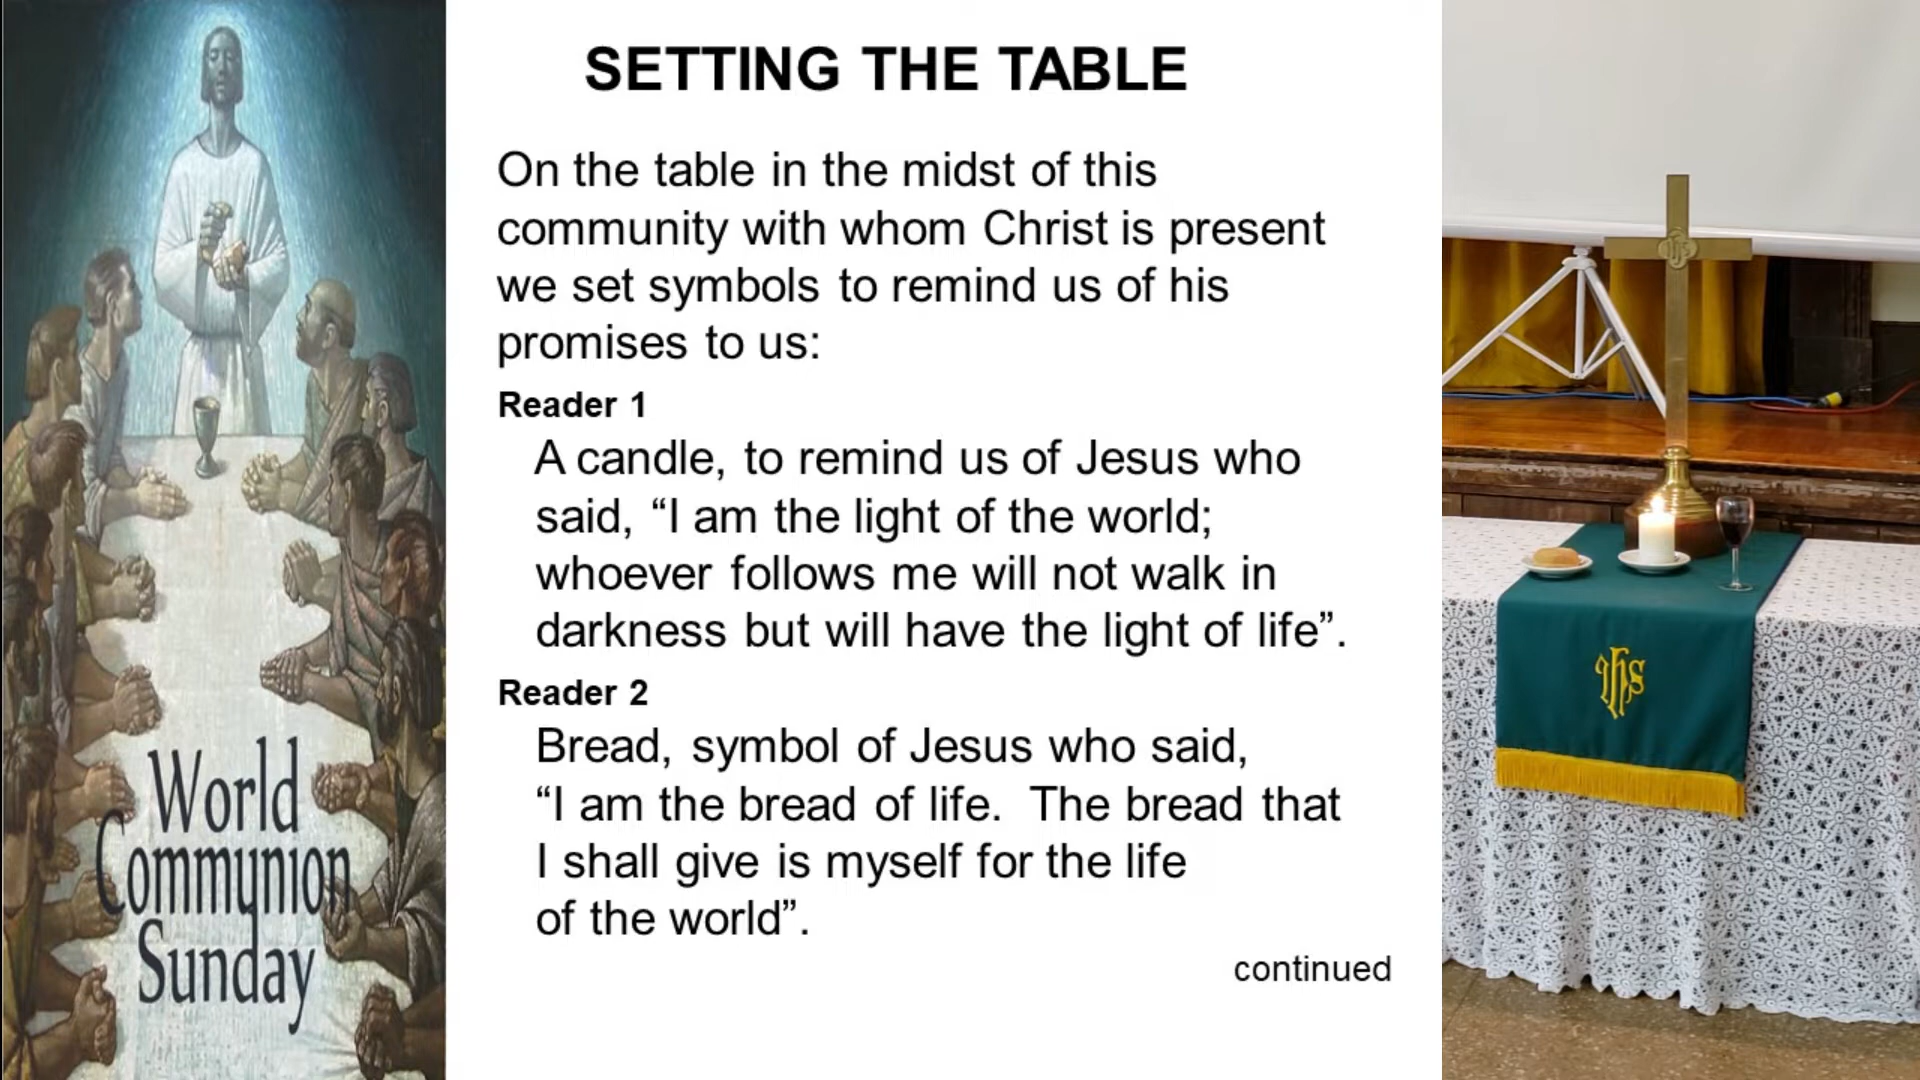 World
Communion
Sunday
SETTING THE TABLE
On the table in the midst of this
community with whom Christ is present
we set symbols to remind us of his
promises to us:
Reader 1
A candle, to remind us of Jesus who
said, “I am the light of the world;
whoever follows me will not walk in
darkness but will have the light of life”.
Reader 2
Bread, symbol of Jesus who said,
“I am the bread of life.  The bread that
I shall give is myself for the life
of the world”.
continued
IHS
IHS